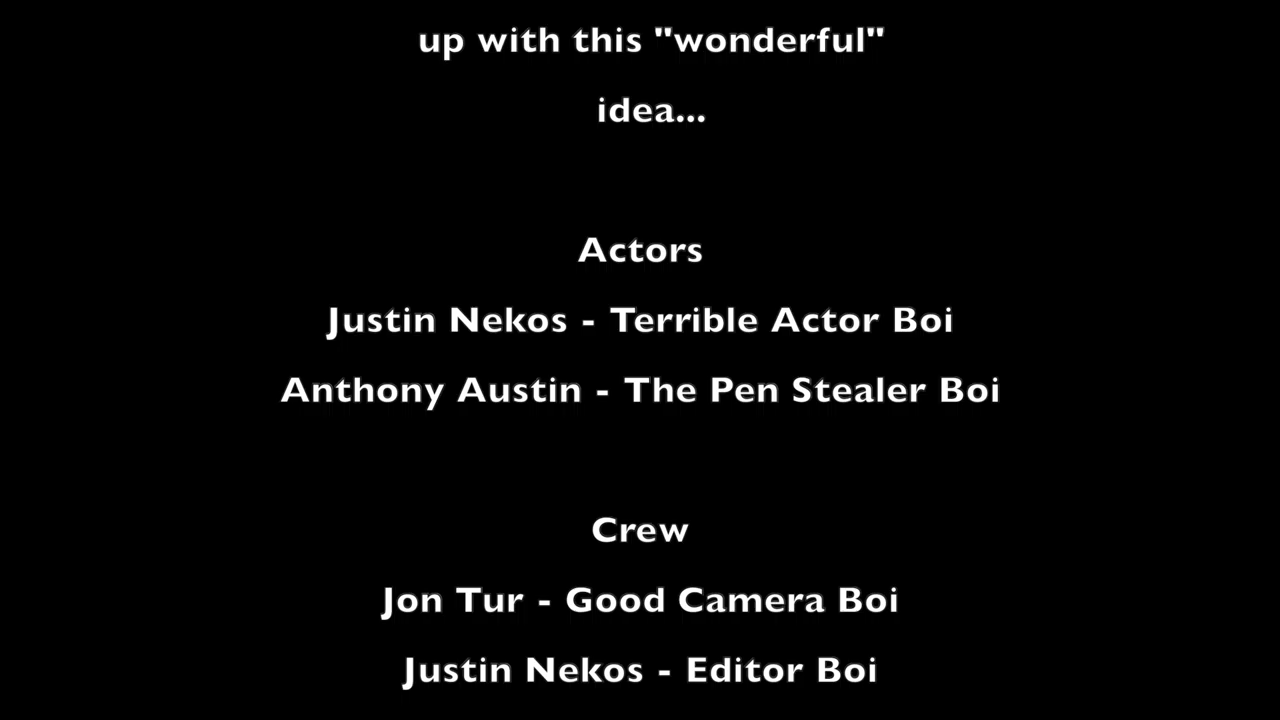 up with this "wonderful"
idea...
Actors
Justin Nekos - Terrible Actor Boi
Anthony Austin - The Pen Stealer Boi
Crew
Jon Tur - Good Camera Boi
Justin Nekos - Editor Boi